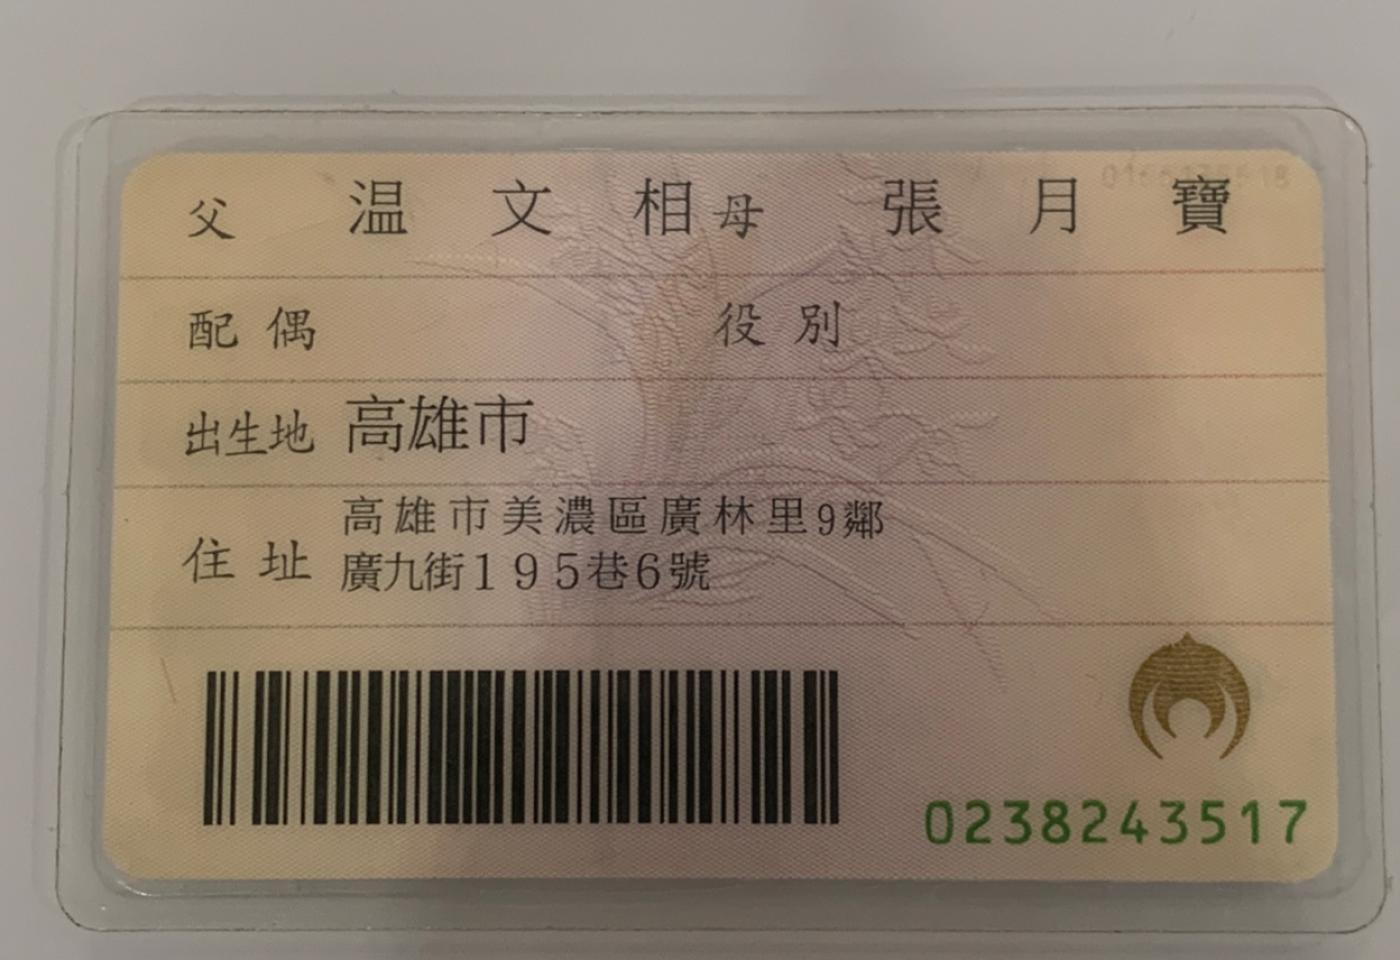 父 温文相 母 張月寶
配偶 役別
出生地 高雄市
住址 高雄市美濃區廣林里9鄰
廣九街195巷6號
0238243517